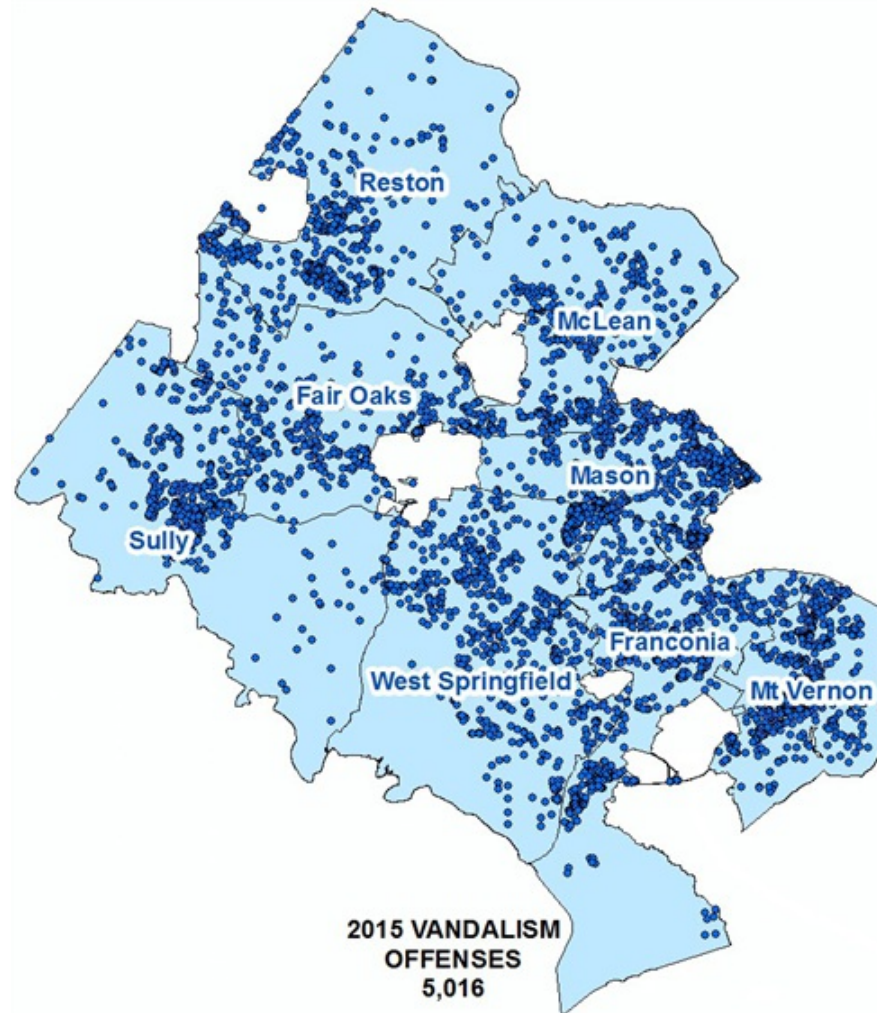 Reston
McLean
Fair Oaks
Mason
Sully
Franconia
West Springfield
Mt Vernon
2015 VANDALISM
OFFENSES
5,016